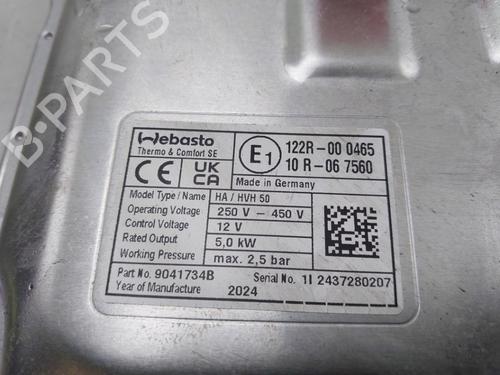 B-PARTS
Webasto
Thermo & Comfort SE
E1
122R-00 0465
10 R-06 7560
Made in Germany
CE UK CA
Model Type / Name HA / HVH 50
Operating Voltage 250 V - 450 V
Control Voltage 12 V
Rated Output 5,0 kW
Working Pressure max. 2,5 bar
Part No. 9041734B Serial No. 1I 2437280207
Year of Manufacture 2024